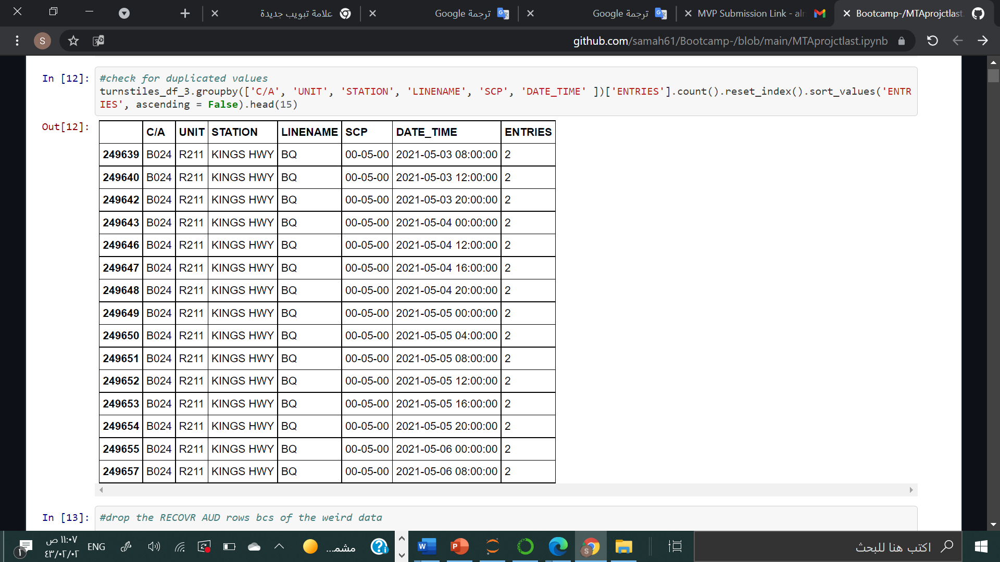 علامة تبويب جديدة
ترجمة Google
ترجمة Google
MVP Submission Link - alr
Bootcamp-/MTAprojctlast.
S
github.com/samah61/Bootcamp-/blob/main/MTAprojctlast.ipynb
In [12]:
#check for duplicated values
turnstiles_df_3.groupby(['C/A', 'UNIT', 'STATION', 'LINENAME', 'SCP', 'DATE_TIME' ])['ENTRIES'].count().reset_index().sort_values('ENTR
IES', ascending = False).head(15)
Out[12]:
C/A UNIT STATION LINENAME SCP DATE_TIME ENTRIES
249639 B024 R211 KINGS HWY BQ 00-05-00 2021-05-03 08:00:00 2
249640 B024 R211 KINGS HWY BQ 00-05-00 2021-05-03 12:00:00 2
249642 B024 R211 KINGS HWY BQ 00-05-00 2021-05-03 20:00:00 2
249643 B024 R211 KINGS HWY BQ 00-05-00 2021-05-04 00:00:00 2
249646 B024 R211 KINGS HWY BQ 00-05-00 2021-05-04 12:00:00 2
249647 B024 R211 KINGS HWY BQ 00-05-00 2021-05-04 16:00:00 2
249648 B024 R211 KINGS HWY BQ 00-05-00 2021-05-04 20:00:00 2
249649 B024 R211 KINGS HWY BQ 00-05-00 2021-05-05 00:00:00 2
249650 B024 R211 KINGS HWY BQ 00-05-00 2021-05-05 04:00:00 2
249651 B024 R211 KINGS HWY BQ 00-05-00 2021-05-05 08:00:00 2
249652 B024 R211 KINGS HWY BQ 00-05-00 2021-05-05 12:00:00 2
249653 B024 R211 KINGS HWY BQ 00-05-00 2021-05-05 16:00:00 2
249654 B024 R211 KINGS HWY BQ 00-05-00 2021-05-05 20:00:00 2
249655 B024 R211 KINGS HWY BQ 00-05-00 2021-05-06 00:00:00 2
249657 B024 R211 KINGS HWY BQ 00-05-00 2021-05-06 08:00:00 2
In [13]:
#drop the RECOVR AUD rows bcs of the weird data
١١:٠٧ ص
٤٣/٠٢/٠٢
ENG
مشم...
اكتب هنا للبحث